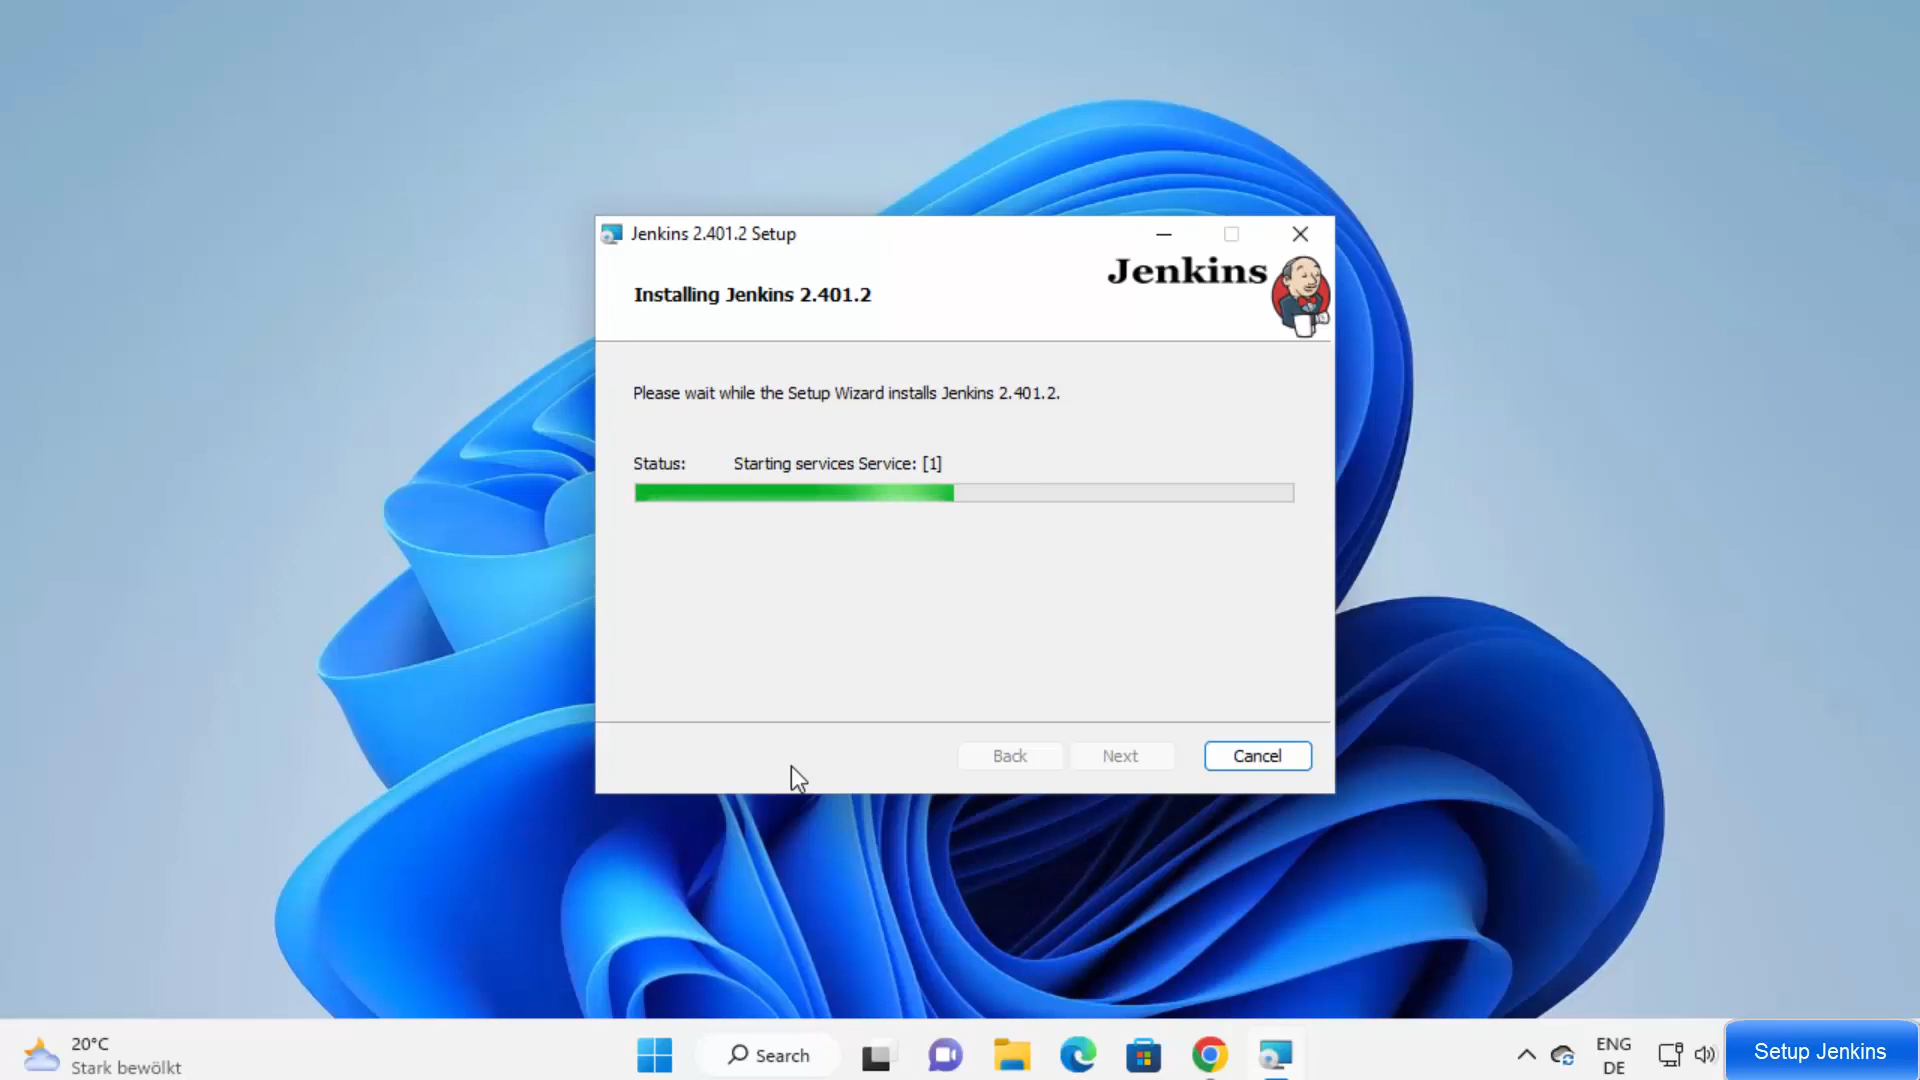 Jenkins 2.401.2 Setup
Jenkins
Installing Jenkins 2.401.2
Please wait while the Setup Wizard installs Jenkins 2.401.2.
Status: Starting services Service: [1]
Back Next Cancel
20°C
Stark bewölkt
Search
ENG
DE
Setup Jenkins